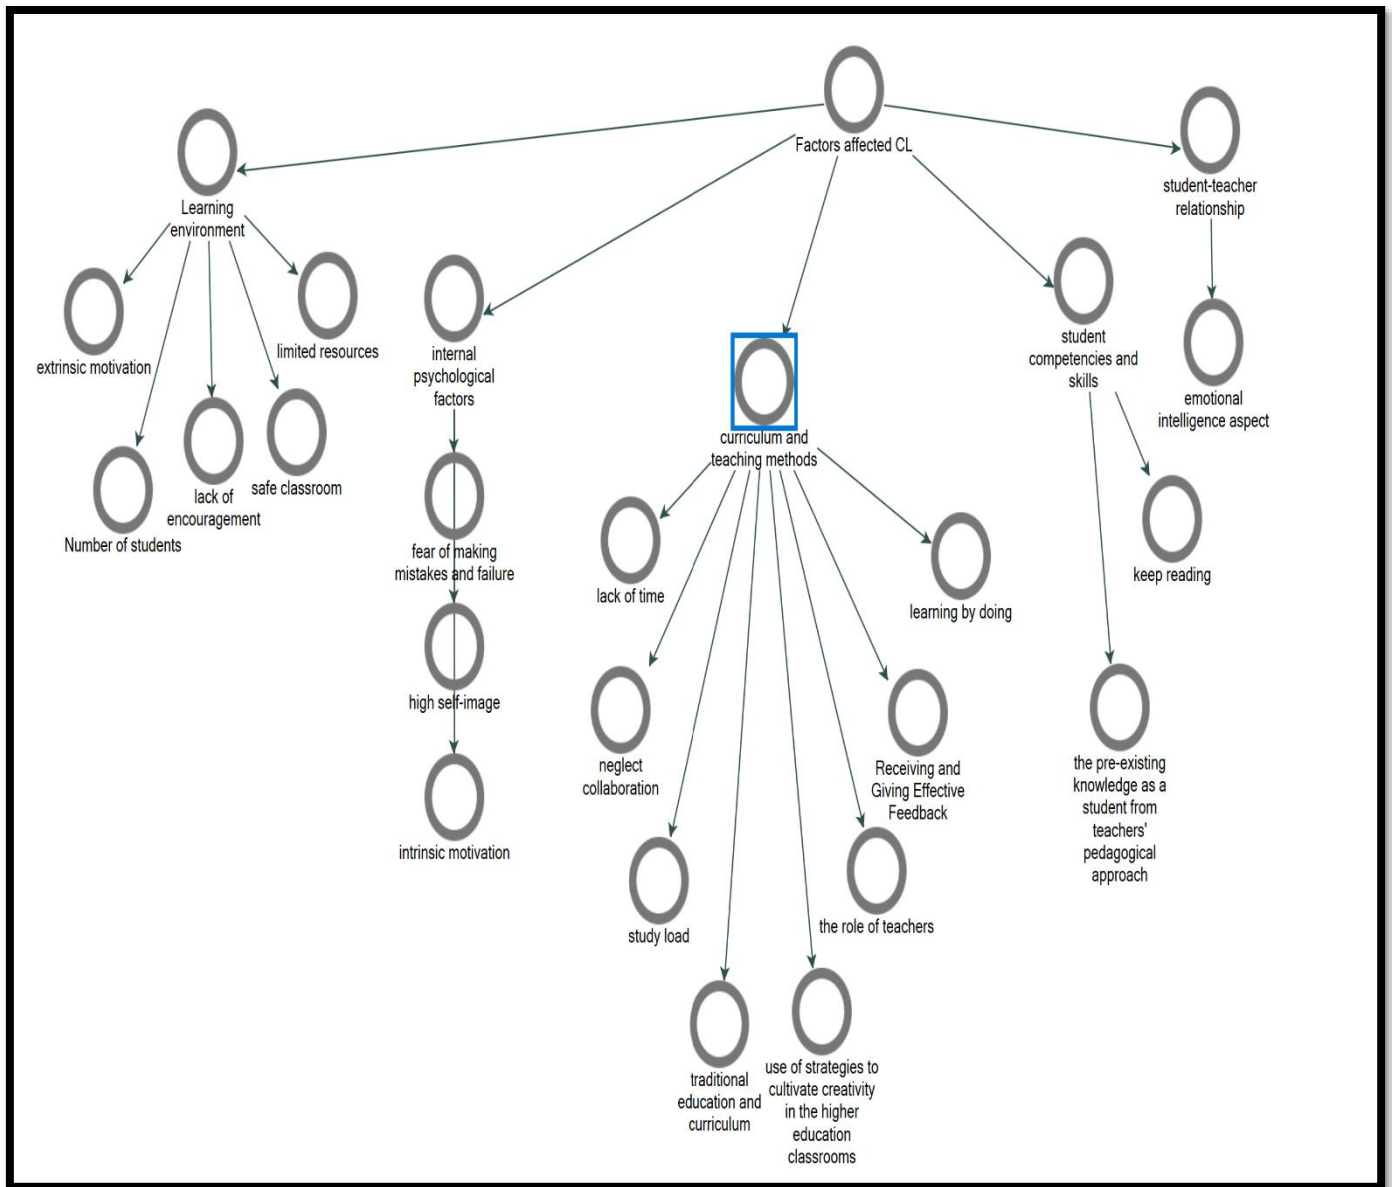 Factors affected CL
Learning
environment
extrinsic motivation
Number of students
lack of
encouragement
safe classroom
limited resources
internal
psychological
factors
fear of making
mistakes and failure
high self-image
intrinsic motivation
curriculum and
teaching methods
lack of time
neglect
collaboration
study load
traditional
education and
curriculum
use of strategies to
cultivate creativity
in the higher
education
classrooms
the role of teachers
Receiving and
Giving Effective
Feedback
learning by doing
student
competencies and
skills
the pre-existing
knowledge as a
student from
teachers'
pedagogical
approach
keep reading
student-teacher
relationship
emotional
intelligence aspect